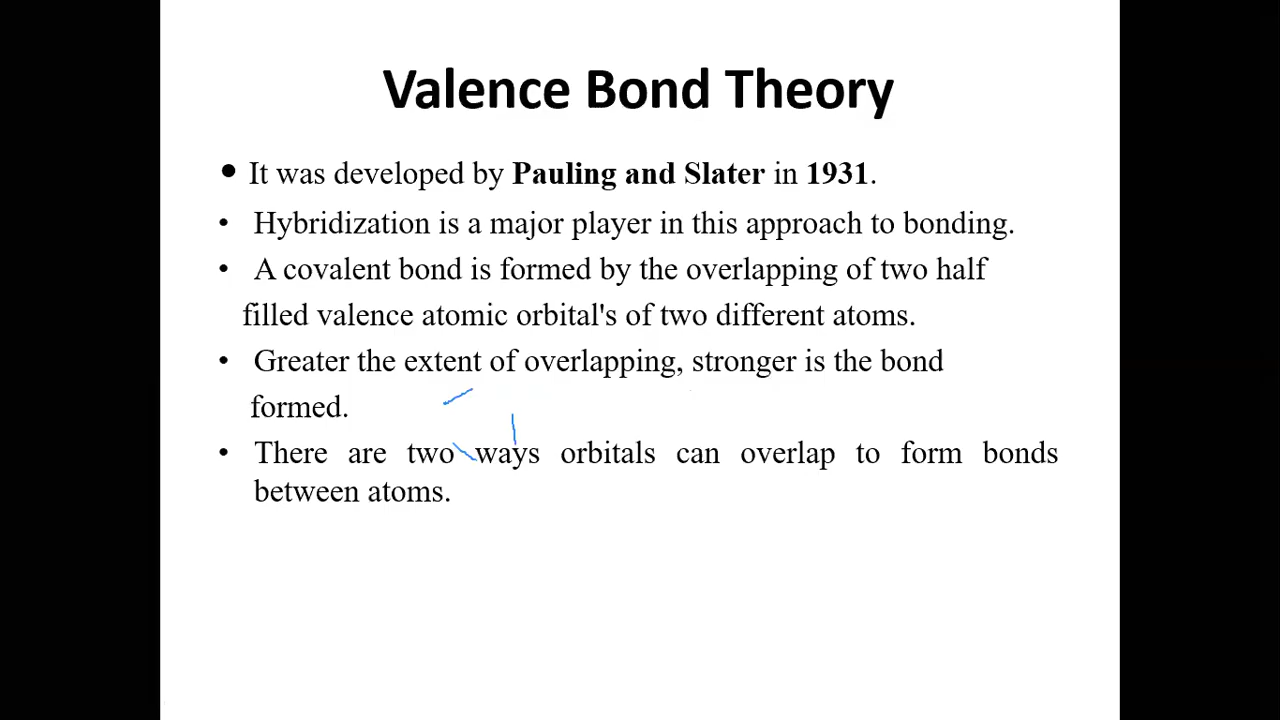 Valence Bond Theory
• It was developed by Pauling and Slater in 1931.
• Hybridization is a major player in this approach to bonding.
• A covalent bond is formed by the overlapping of two half
filled valence atomic orbital's of two different atoms.
• Greater the extent of overlapping, stronger is the bond
formed.
• There are two ways orbitals can overlap to form bonds
between atoms.